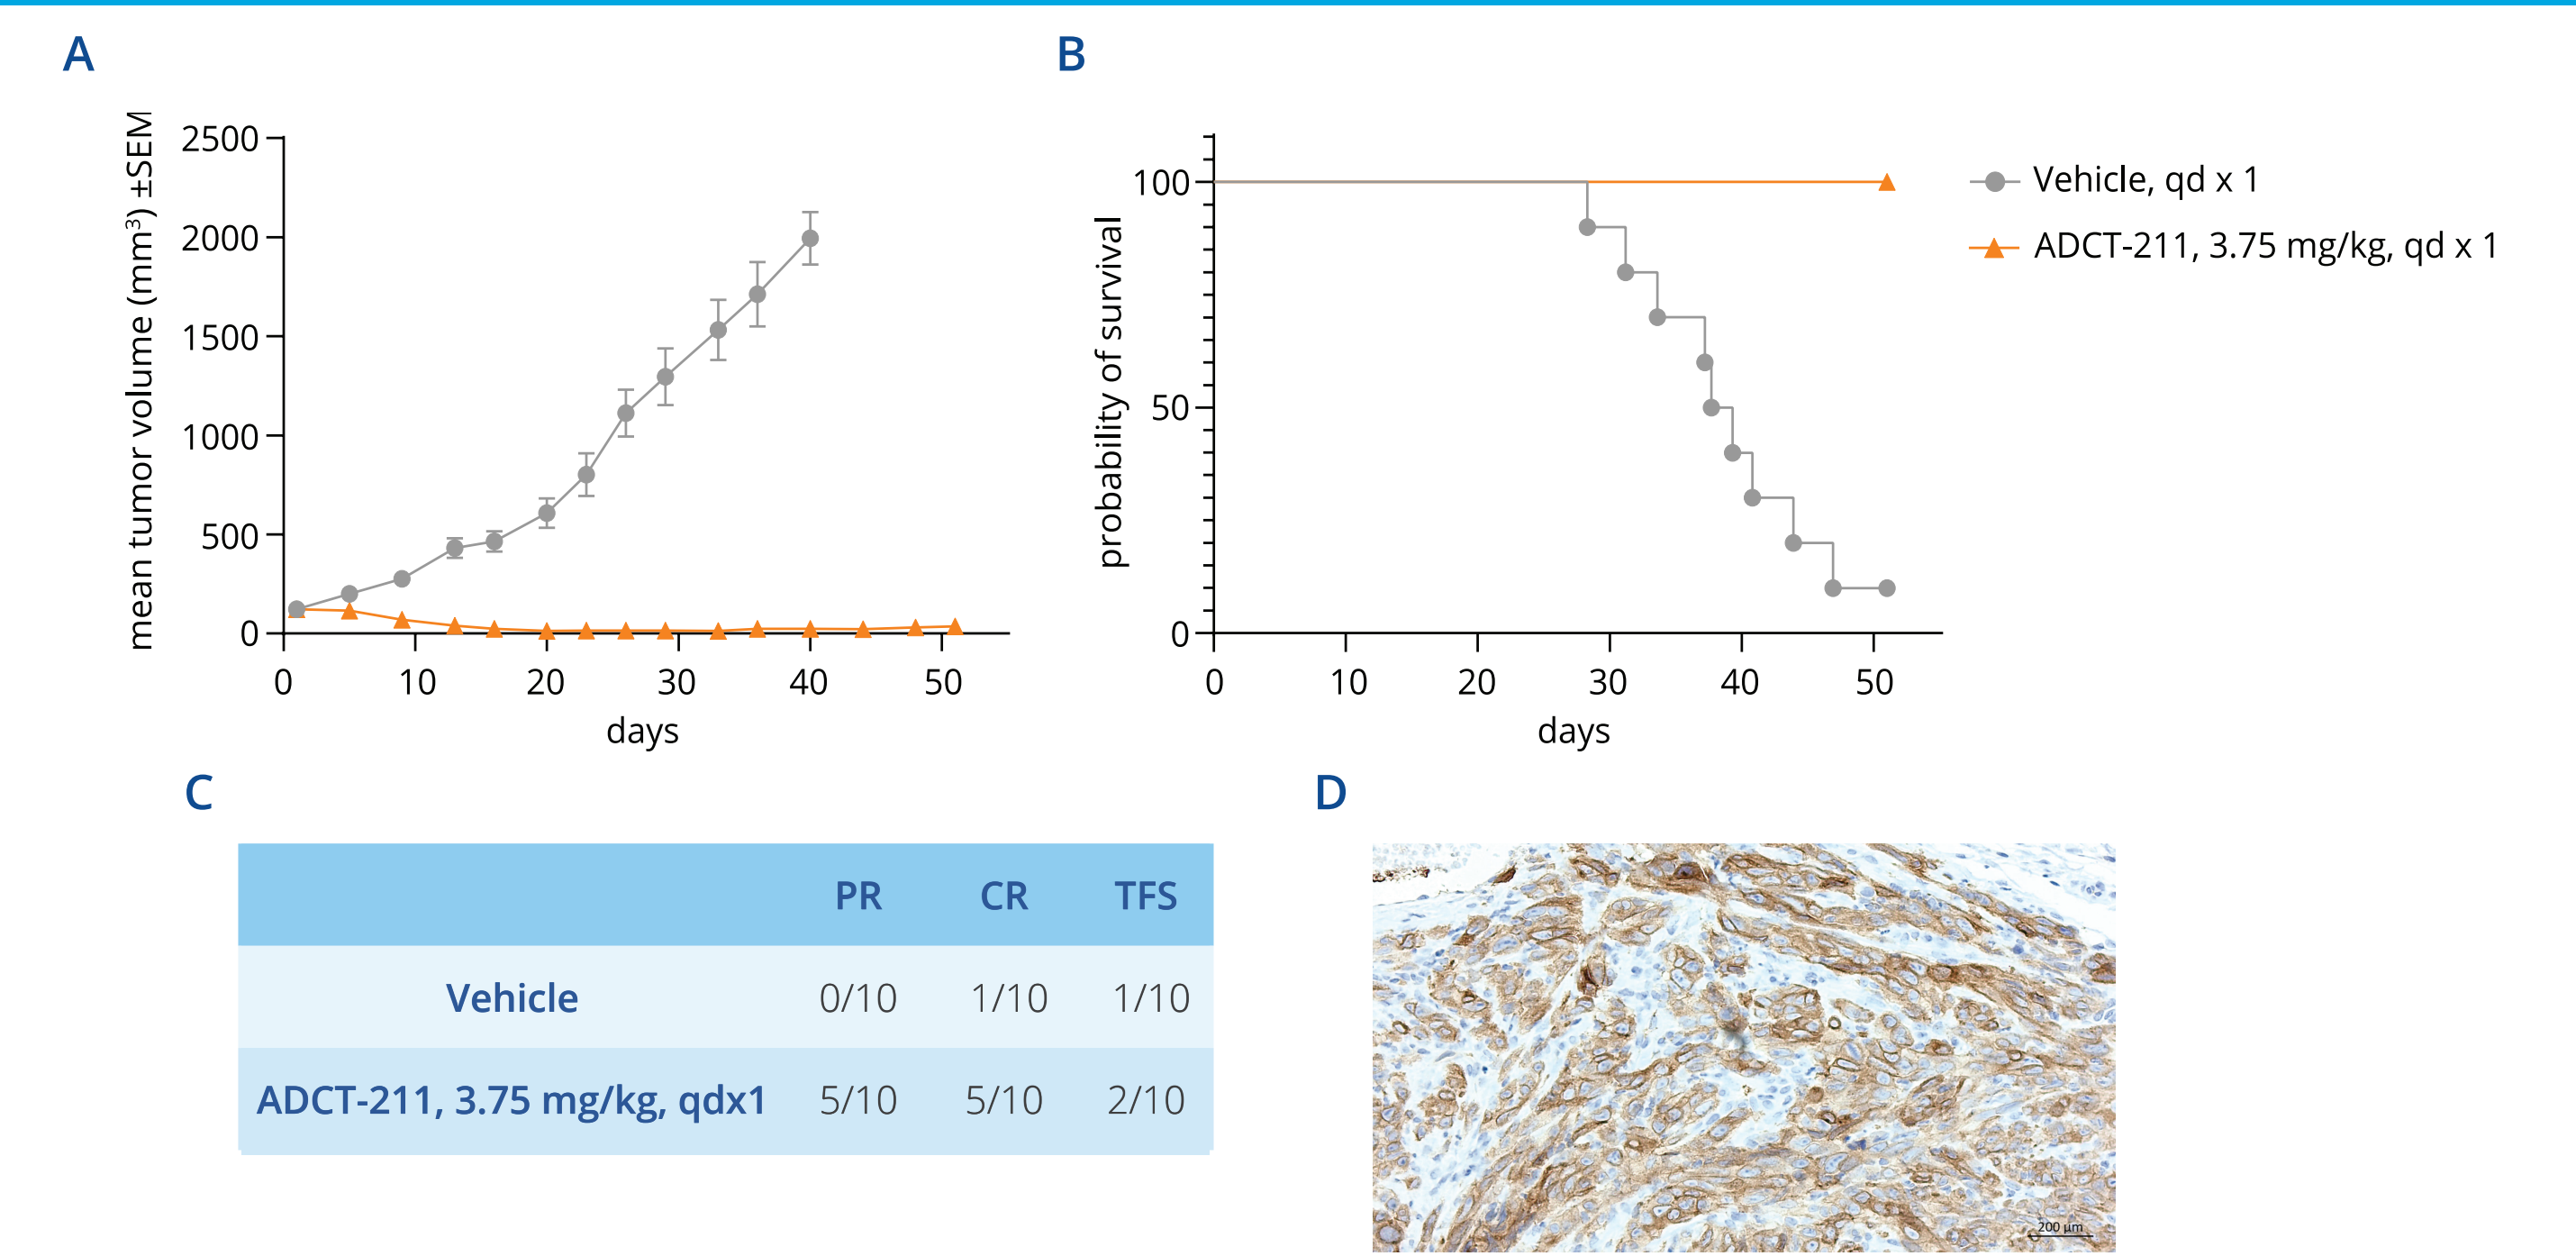 A
B
mean tumor volume (mm³) ±SEM
2500
2000
1500
1000
500
0
0 10 20 30 40 50
days
probability of survival
100
50
0
0 10 20 30 40 50
days
Vehicle, qd x 1
ADCT-211, 3.75 mg/kg, qd x 1
C
D
PR CR TFS
Vehicle 0/10 1/10 1/10
ADCT-211, 3.75 mg/kg, qdx1 5/10 5/10 2/10
200 µm